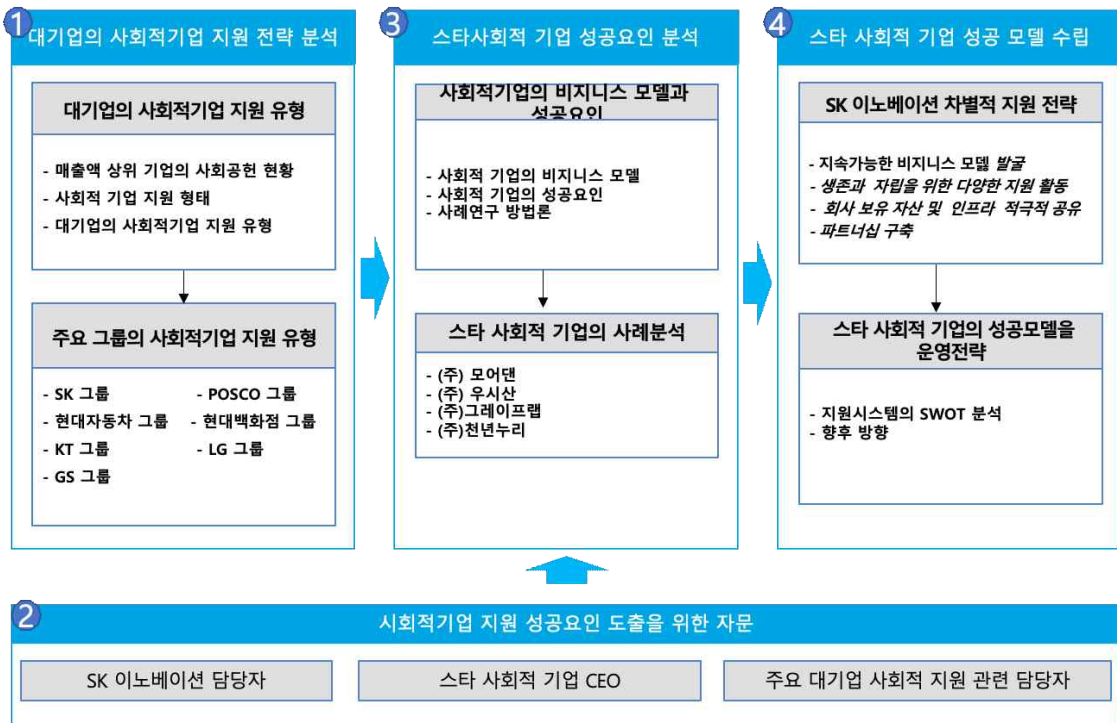 1
대기업의 사회적기업 지원 전략 분석
대기업의 사회적기업 지원 유형
- 매출액 상위 기업의 사회공헌 현황
- 사회적 기업 지원 형태
- 대기업의 사회적기업 지원 유형
주요 그룹의 사회적기업 지원 유형
- SK 그룹 - POSCO 그룹
- 현대자동차 그룹 - 현대백화점 그룹
- KT 그룹 - LG 그룹
- GS 그룹
3
스타사회적 기업 성공요인 분석
사회적기업의 비지니스 모델과
성공요인
- 사회적 기업의 비지니스 모델
- 사회적 기업의 성공요인
- 사례연구 방법론
스타 사회적 기업의 사례분석
- (주) 모어댄
- (주) 우시산
- (주)그레이프랩
- (주)천년누리
4
스타 사회적 기업 성공 모델 수립
SK 이노베이션 차별적 지원 전략
- 지속가능한 비지니스 모델 발굴
- 생존과 자립을 위한 다양한 지원 활동
- 회사 보유 자산 및 인프라 적극적 공유
- 파트너십 구축
스타 사회적 기업의 성공모델을
운영전략
- 지원시스템의 SWOT 분석
- 향후 방향
2
시회적기업 지원 성공요인 도출을 위한 자문
SK 이노베이션 담당자
스타 사회적 기업 CEO
주요 대기업 사회적 지원 관련 담당자